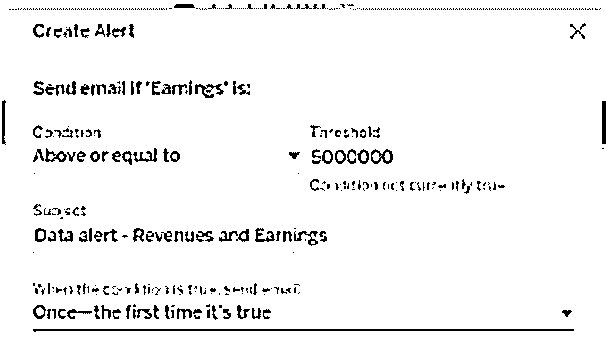 Create Alert
Send email if 'Earnings' is:
Condition
Threshold
Above or equal to
5000000
Condition not currently true
Subject
Data alert - Revenues and Earnings
When the condition is true, send email:
Once—the first time it's true